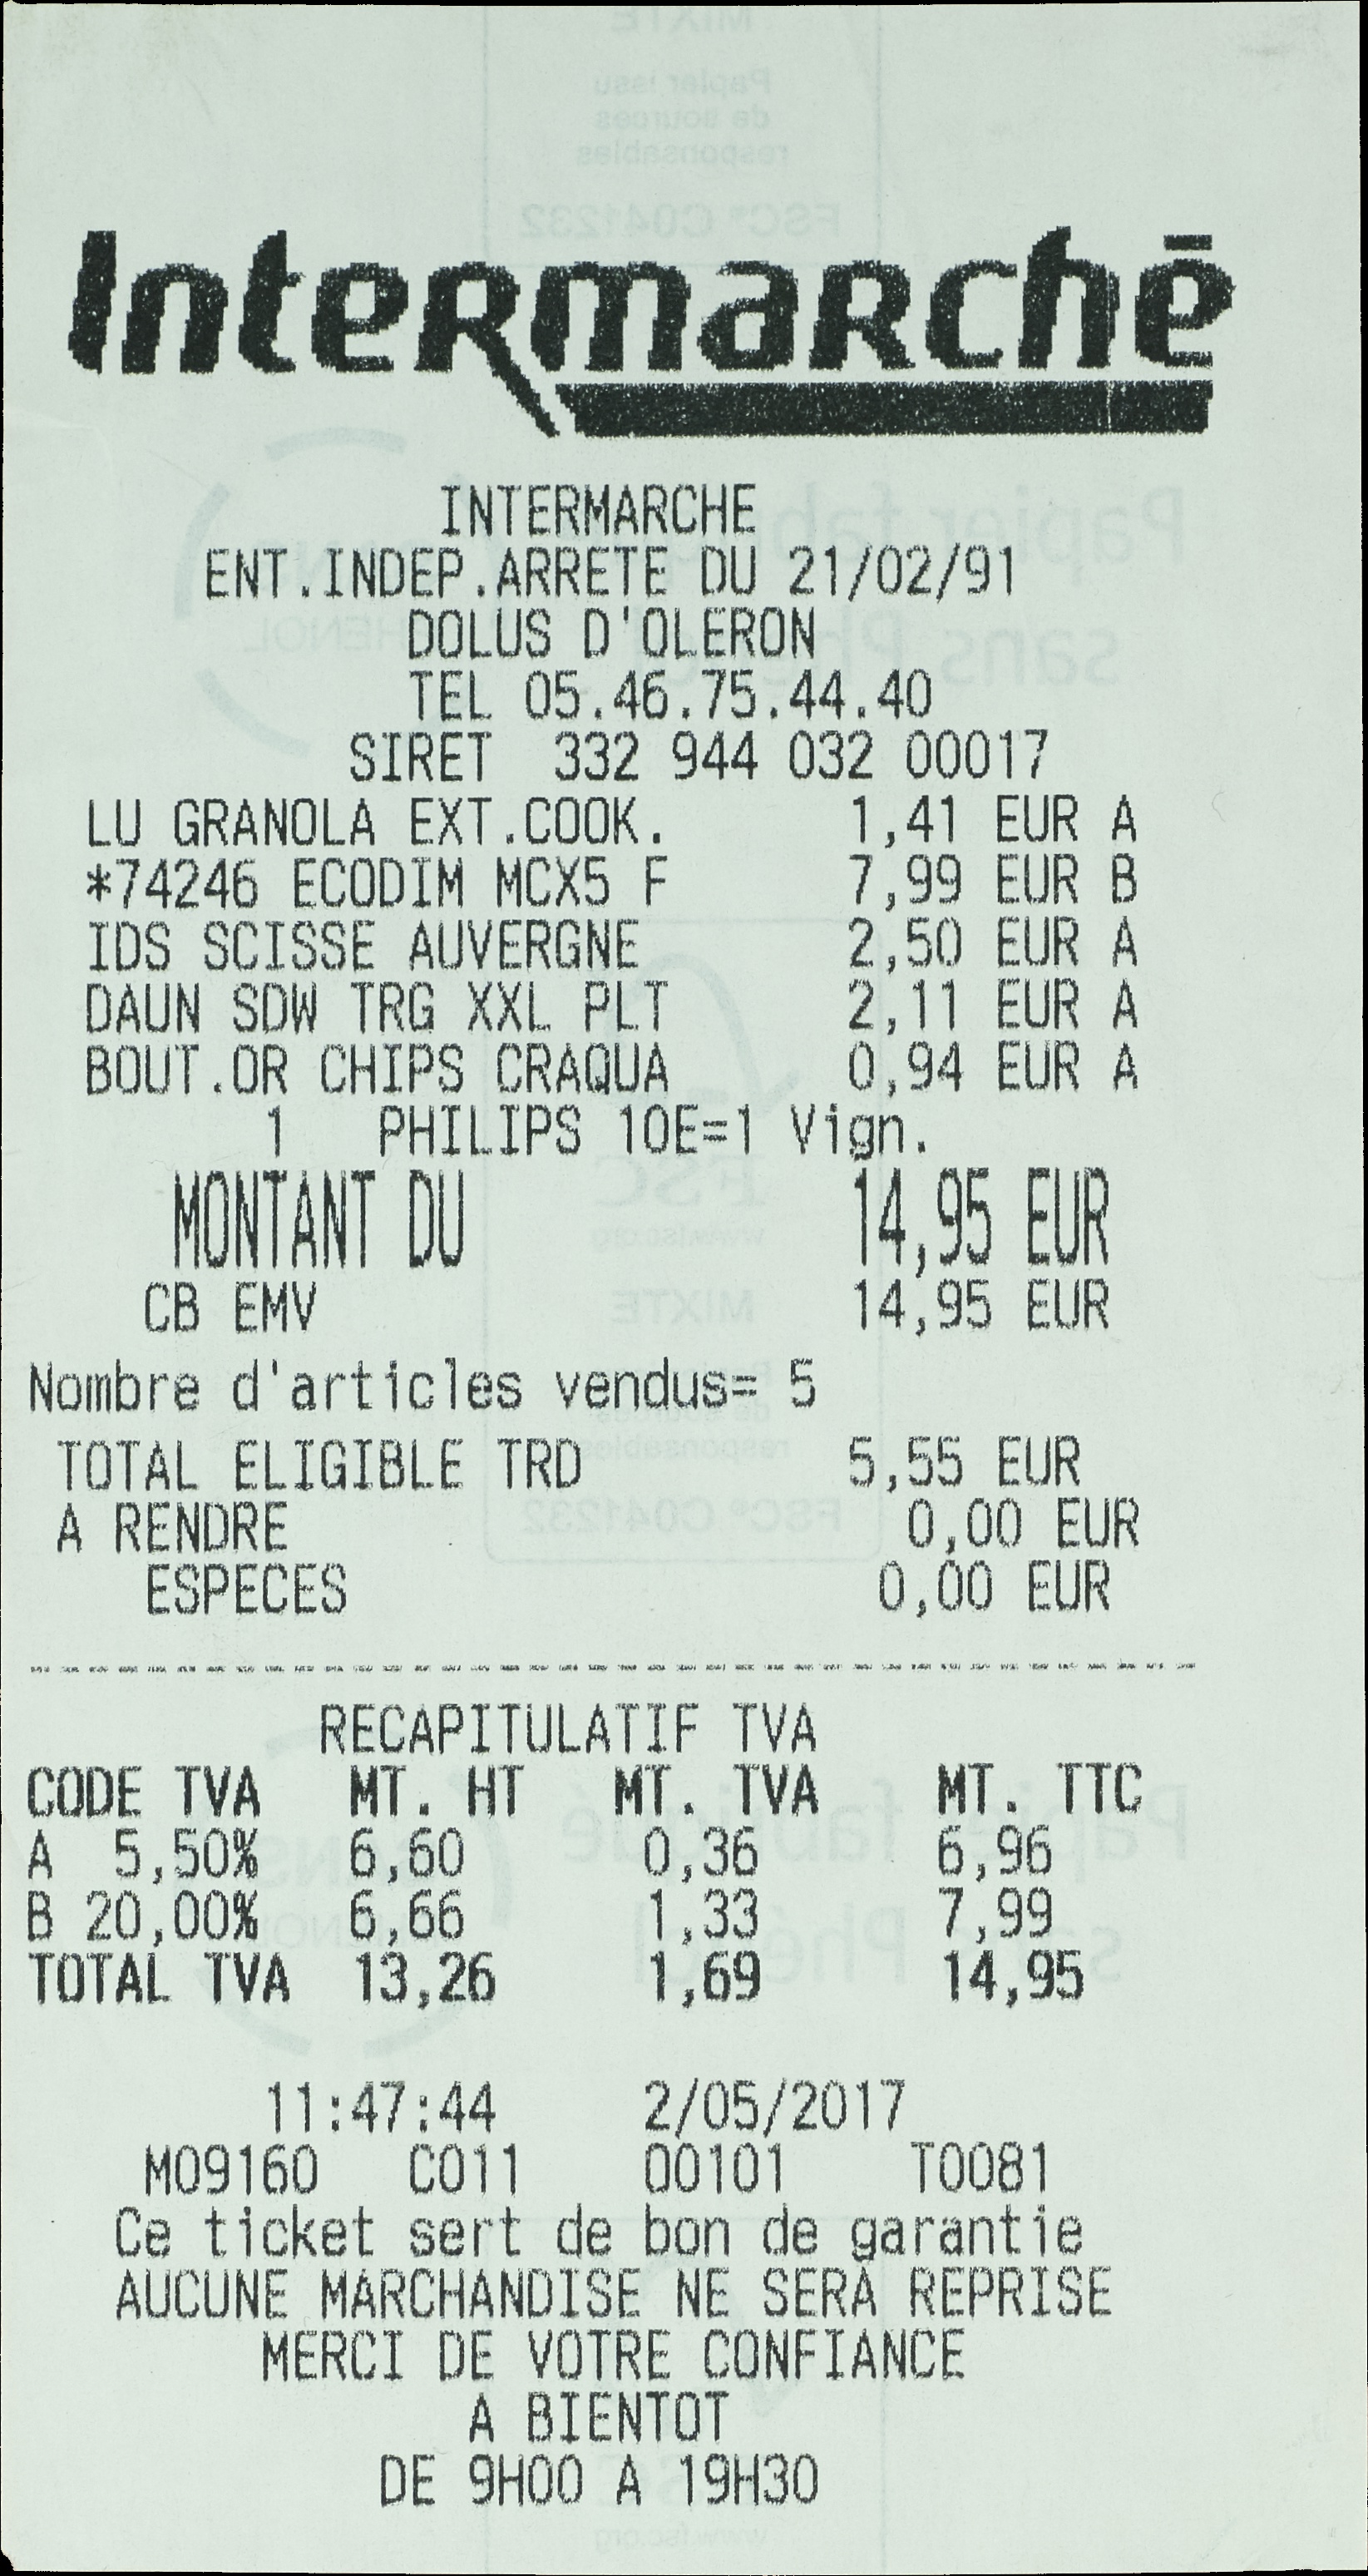 Intermarché
INTERMARCHE
ENT.INDEP.ARRETE DU 21/02/91
DOLUS D'OLERON
TEL 05.46.75.44.40
SIRET 332 944 032 00017
LU GRANOLA EXT.COOK. 1,41 EUR A
*74246 ECODIM MCX5 F 7,99 EUR B
IDS SCISSE AUVERGNE 2,50 EUR A
DAUN SDW TRG XXL PLT 2,11 EUR A
BOUT.OR CHIPS CRAQUA 0,94 EUR A
1 PHILIPS 10E=1 Vign.
MONTANT DU 14,95 EUR
CB EMV 14,95 EUR
Nombre d'articles vendus= 5
TOTAL ELIGIBLE TRD 5,55 EUR
A RENDRE 0,00 EUR
ESPECES 0,00 EUR
RECAPITULATIF TVA
CODE TVA MT. HT MT. TVA MT. TTC
A 5,50% 6,60 0,36 6,96
B 20,00% 6,66 1,33 7,99
TOTAL TVA 13,26 1,69 14,95
11:47:44 2/05/2017
M09160 C011 O0101 T0081
Ce ticket sert de bon de garantie
AUCUNE MARCHANDISE NE SERA REPRISE
MERCI DE VOTRE CONFIANCE
A BIENTOT
DE 9H00 A 19H30